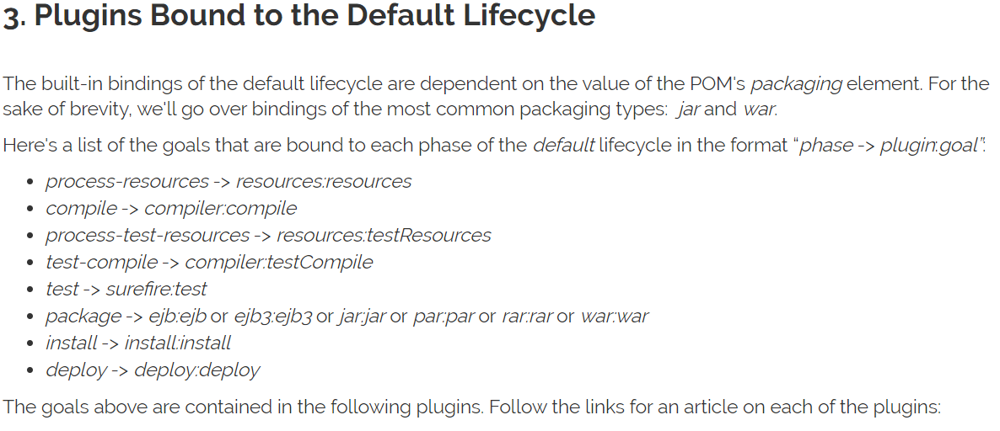 3. Plugins Bound to the Default Lifecycle
The built-in bindings of the default lifecycle are dependent on the value of the POM's packaging element. For the
sake of brevity, we'll go over bindings of the most common packaging types:  jar and war.
Here's a list of the goals that are bound to each phase of the default lifecycle in the format “phase -> plugin:goal”:
• process-resources -> resources:resources
• compile -> compiler:compile
• process-test-resources -> resources:testResources
• test-compile -> compiler:testCompile
• test -> surefire:test
• package -> ejb:ejb or ejb3:ejb3 or jar:jar or par:par or rar:rar or war:war
• install -> install:install
• deploy -> deploy:deploy
The goals above are contained in the following plugins. Follow the links for an article on each of the plugins: